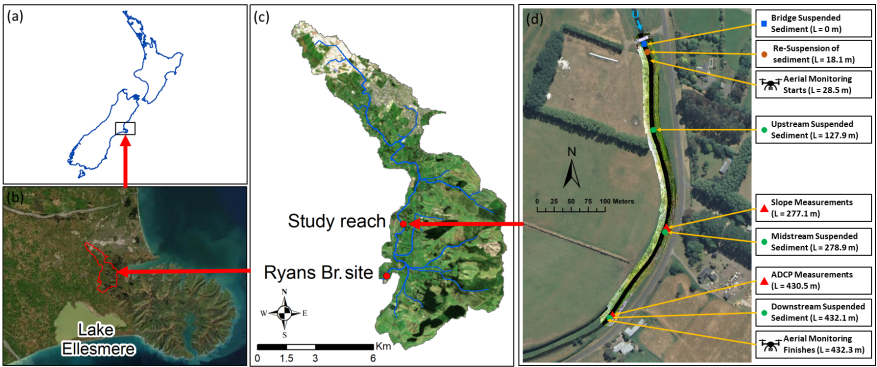 (a)
(b)
Lake
Ellesmere
(c)
Study reach
Ryans Br. site
N
W
E
S
Km
0 1.5 3 6
(d)
N
0 25 50 100 Meters
Bridge Suspended
Sediment (L = 0 m)
Re-Suspension of
sediment (L = 18.1 m)
Aerial Monitoring
Starts (L = 28.5 m)
Upstream Suspended
Sediment (L = 127.9 m)
Slope Measurements
(L = 277.1 m)
Midstream Suspended
Sediment (L = 278.9 m)
ADCP Measurements
(L = 430.5 m)
Downstream Suspended
Sediment (L = 432.1 m)
Aerial Monitoring
Finishes (L = 432.3 m)